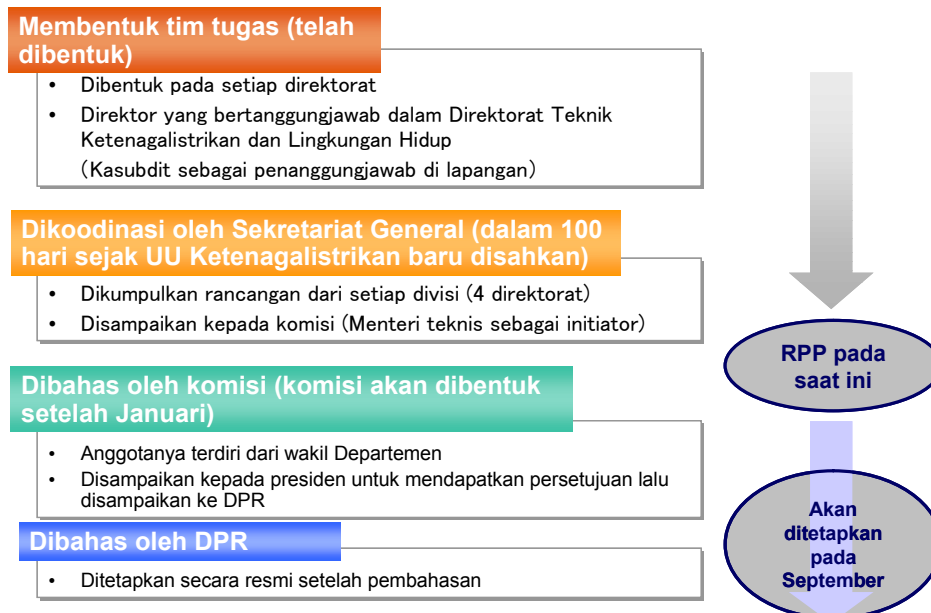 Membentuk tim tugas (telah
dibentuk)
• Dibentuk pada setiap direktorat
• Direktor yang bertanggungjawab dalam Direktorat Teknik
Ketenagalistrikan dan Lingkungan Hidup
(Kasubdit sebagai penanggungjawab di lapangan)
Dikoodinasi oleh Sekretariat General (dalam 100
hari sejak UU Ketenagalistrikan baru disahkan)
• Dikumpulkan rancangan dari setiap divisi (4 direktorat)
• Disampaikan kepada komisi (Menteri teknis sebagai initiator)
RPP pada
saat ini
Dibahas oleh komisi (komisi akan dibentuk
setelah Januari)
• Anggotanya terdiri dari wakil Departemen
• Disampaikan kepada presiden untuk mendapatkan persetujuan lalu
disampaikan ke DPR
Akan
ditetapkan
pada
September
Dibahas oleh DPR
• Ditetapkan secara resmi setelah pembahasan